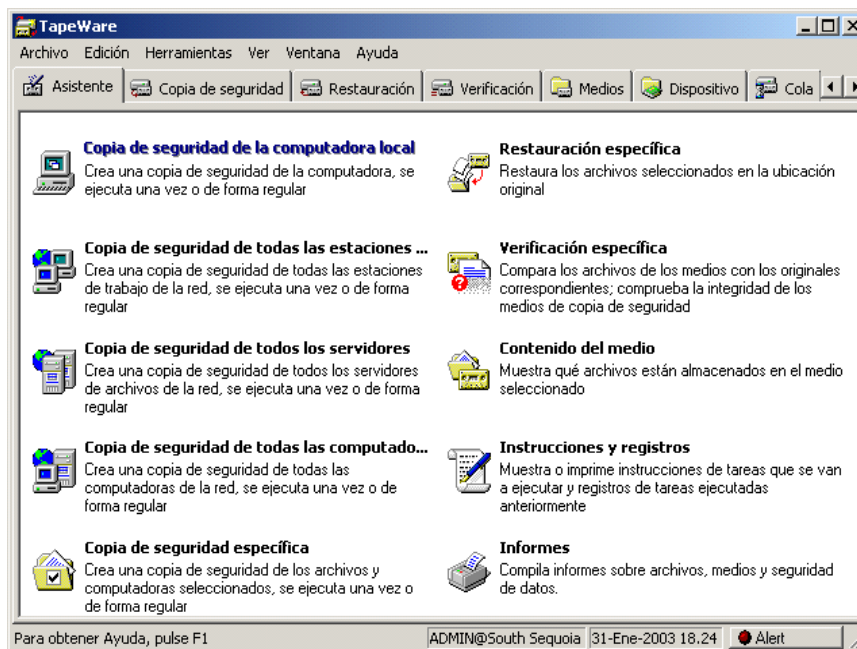 TapeWare
Archivo Edición Herramientas Ver Ventana Ayuda
Asistente Copia de seguridad Restauración Verificación Medios Dispositivo Cola
Copia de seguridad de la computadora local
Crea una copia de seguridad de la computadora, se
ejecuta una vez o de forma regular
Copia de seguridad de todas las estaciones ...
Crea una copia de seguridad de todas las estaciones
de trabajo de la red, se ejecuta una vez o de forma
regular
Copia de seguridad de todos los servidores
Crea una copia de seguridad de todos los servidores
de archivos de la red, se ejecuta una vez o de forma
regular
Copia de seguridad de todas las computado...
Crea una copia de seguridad de todas las
computadoras de la red, se ejecuta una vez o de
forma regular
Copia de seguridad específica
Crea una copia de seguridad de los archivos y
computadoras seleccionados, se ejecuta una vez o
de forma regular
Restauración específica
Restaura los archivos seleccionados en la ubicación
original
Verificación específica
Compara los archivos de los medios con los originales
correspondientes; comprueba la integridad de los
medios de copia de seguridad
Contenido del medio
Muestra qué archivos están almacenados en el medio
seleccionado
Instrucciones y registros
Muestra o imprime instrucciones de tareas que se van
a ejecutar y registros de tareas ejecutadas
anteriormente
Informes
Compila informes sobre archivos, medios y seguridad
de datos.
Para obtener Ayuda, pulse F1 ADMIN@South Sequoia 31-Ene-2003 18.24 Alert